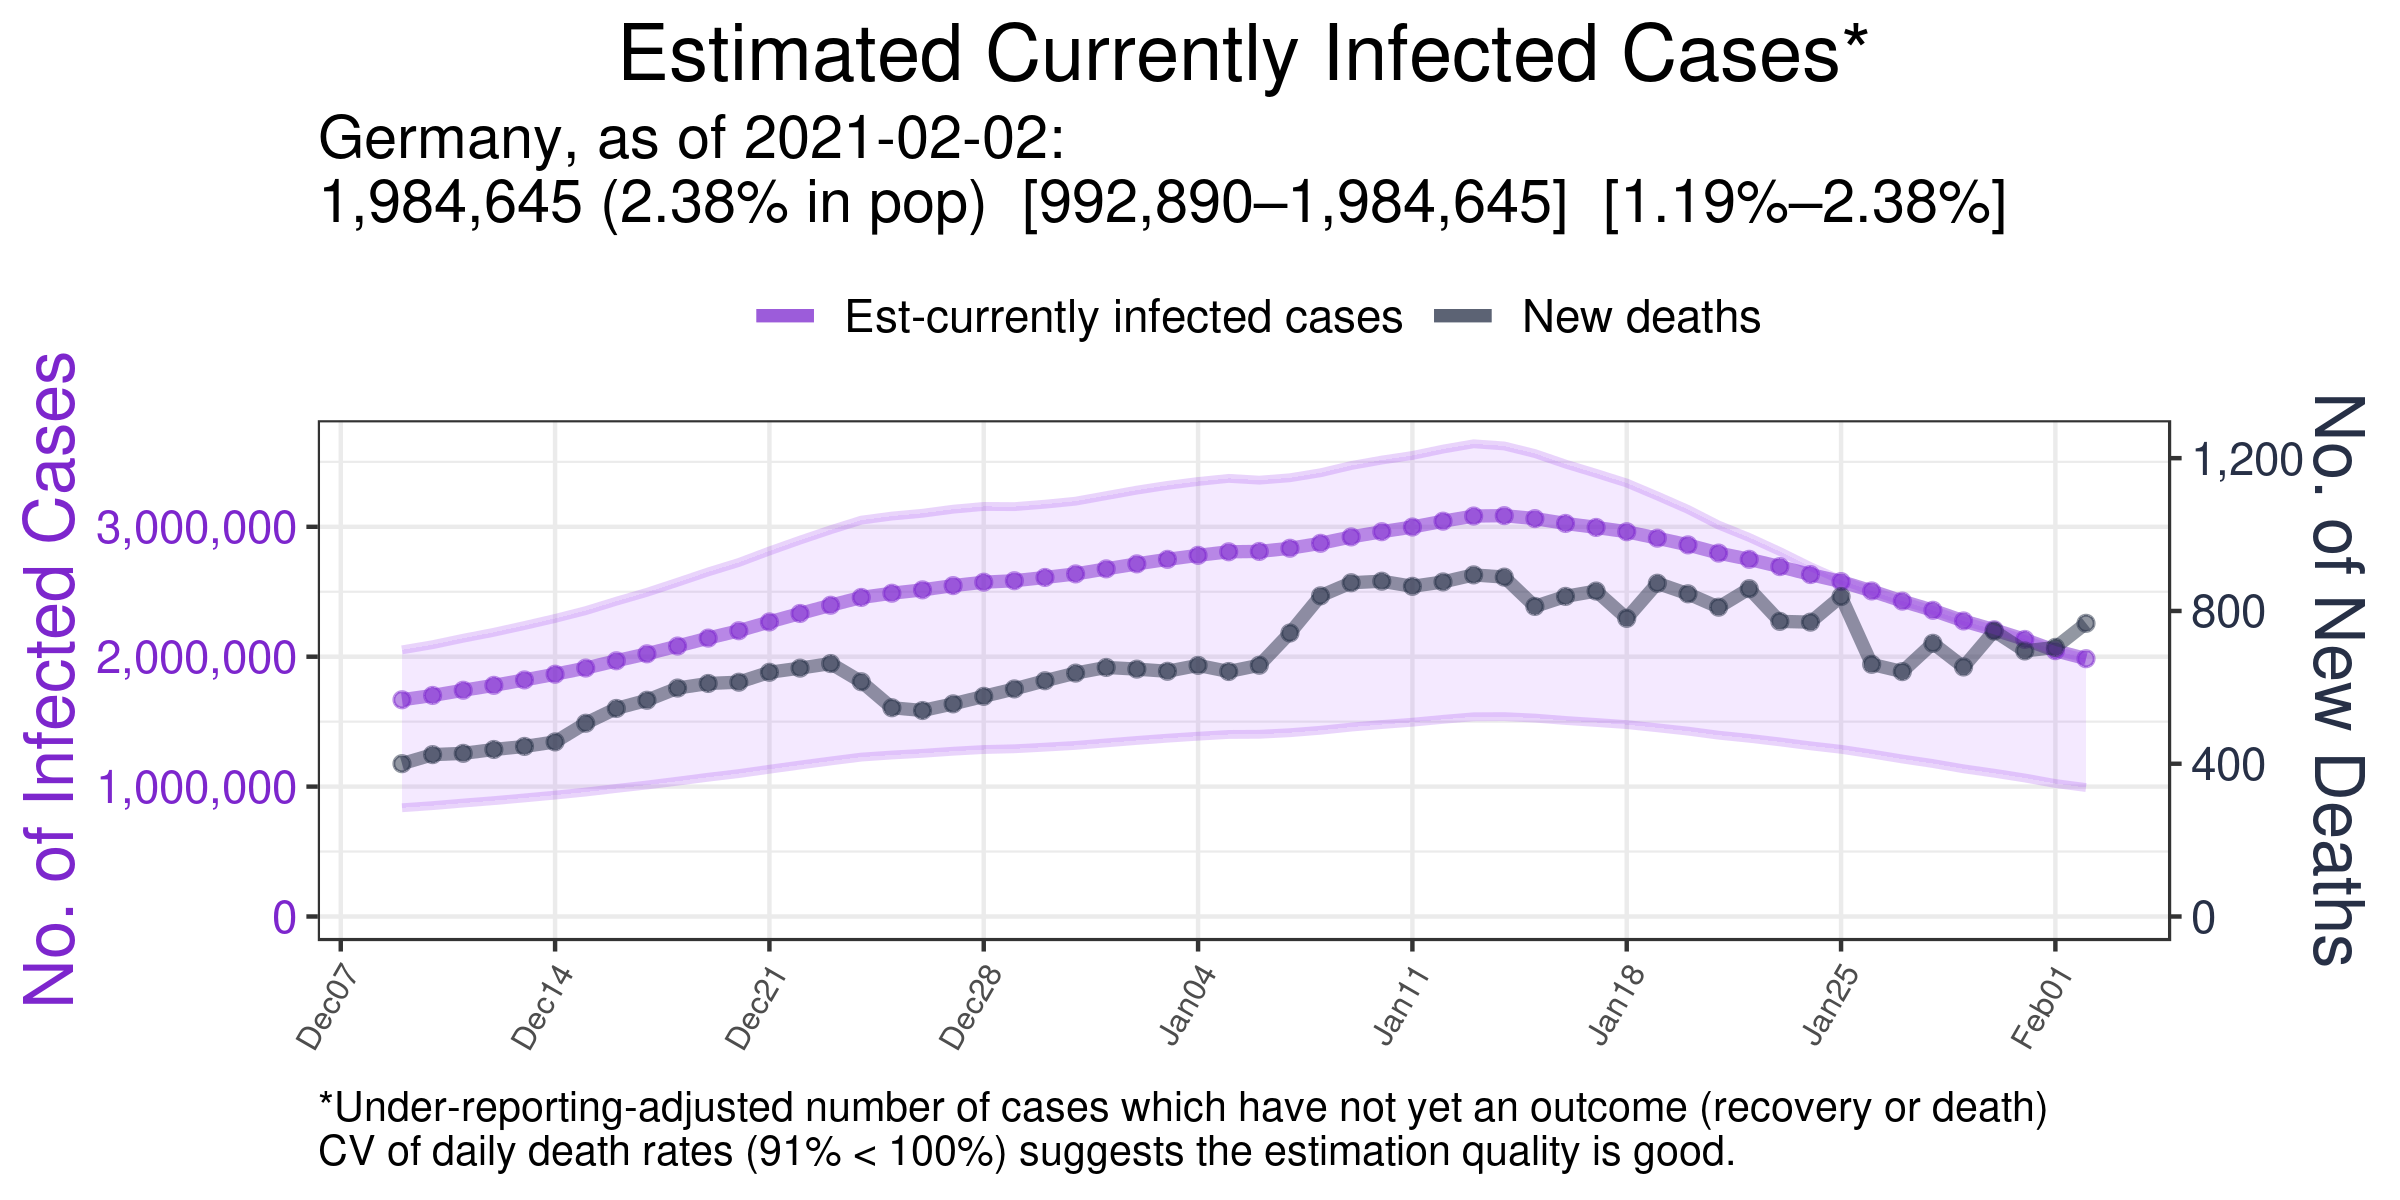 Estimated Currently Infected Cases*
Germany, as of 2021-02-02:
1,984,645 (2.38% in pop)  [992,890–1,984,645]  [1.19%–2.38%]
Est-currently infected cases
New deaths
No. of Infected Cases
3,000,000
2,000,000
1,000,000
0
1,200
800
400
0
No. of New Deaths
Dec07
Dec14
Dec21
Dec28
Jan04
Jan11
Jan18
Jan25
Feb01
*Under-reporting-adjusted number of cases which have not yet an outcome (recovery or death)
CV of daily death rates (91% < 100%) suggests the estimation quality is good.